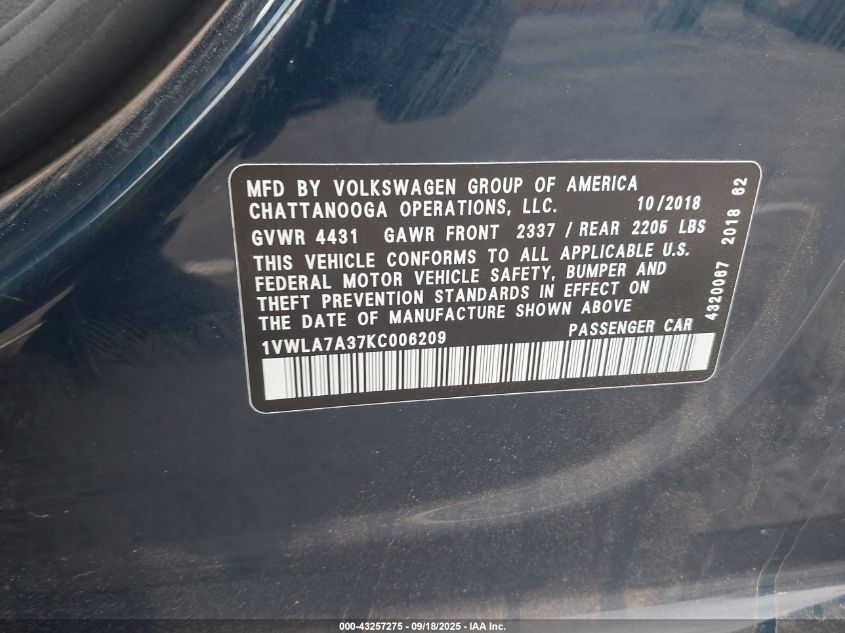 MFD BY VOLKSWAGEN GROUP OF AMERICA
CHATTANOOGA OPERATIONS, LLC. 10/2018
GVWR 4431 GAWR FRONT 2337 / REAR 2205 LBS
THIS VEHICLE CONFORMS TO ALL APPLICABLE U.S.
FEDERAL MOTOR VEHICLE SAFETY, BUMPER AND
THEFT PREVENTION STANDARDS IN EFFECT ON
THE DATE OF MANUFACTURE SHOWN ABOVE
1VWLA7A37KC006209 PASSENGER CAR
4320067 2018 62
000-43257275 - 09/18/2025 - IAA Inc.